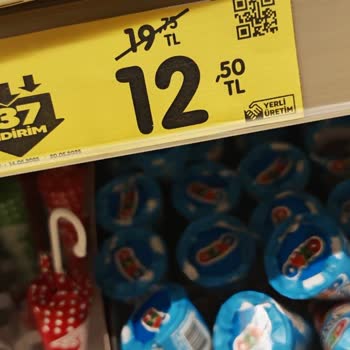 19,75
TL
12,50
TL
37
İNDİRİM
YERLİ
ÜRETİM